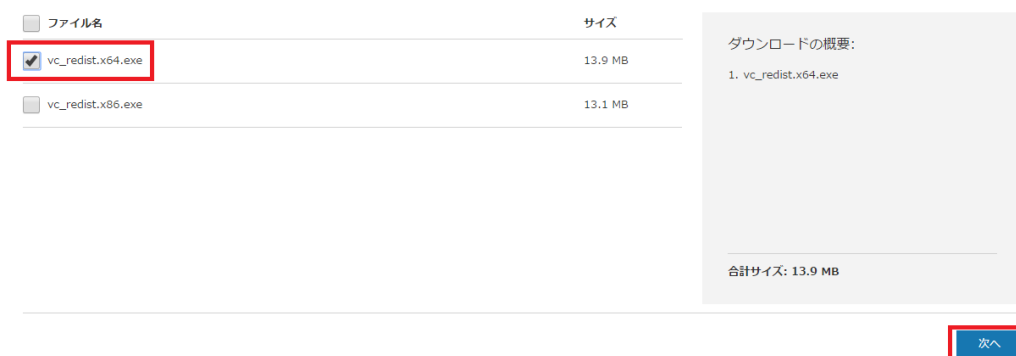 ファイル名 サイズ
vc_redist.x64.exe 13.9 MB
vc_redist.x86.exe 13.1 MB
ダウンロードの概要:
1. vc_redist.x64.exe
合計サイズ: 13.9 MB
次へ